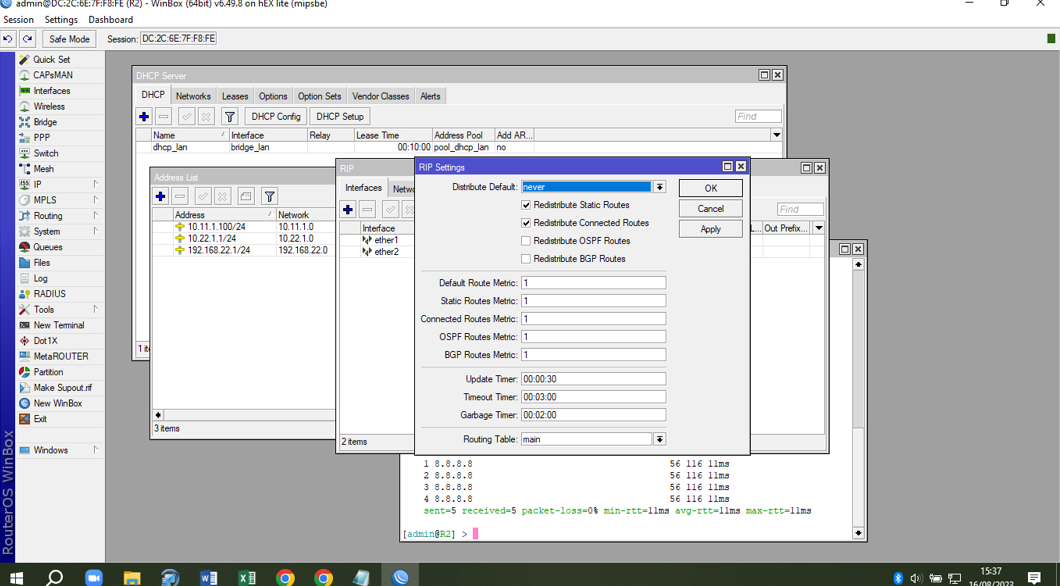 admin@DC:2C:6E:7F:F8:FE (R2) - WinBox (64bit) v6.49.8 on hEX lite (mipsbe)
Session Settings Dashboard
Safe Mode Session: DC:2C:6E:7F:F8:FE
Quick Set
CAPsMAN
Interfaces
Wireless
Bridge
PPP
Switch
Mesh
IP
MPLS
Routing
System
Queues
Files
Log
RADIUS
Tools
New Terminal
Dot1X
MetaROUTER
Partition
Make Supout.rif
New WinBox
Exit
Windows
RouterOS WinBox
DHCP Server
DHCP Networks Leases Options Option Sets Vendor Classes Alerts
DHCP Config DHCP Setup Find
Name Interface Relay Lease Time Address Pool Add AR...
dhcp_lan bridge_lan 00:10:00 pool_dhcp_lan no
Address List
Address Network
10.11.1.100/24 10.11.1.0
10.22.1.1/24 10.22.1.0
192.168.22.1/24 192.168.22.0
3 items
RIP
Interfaces
Find
Interface
Out Prefix...
ether1
ether2
2 items
RIP Settings
Distribute Default: never
Redistribute Static Routes
Redistribute Connected Routes
Redistribute OSPF Routes
Redistribute BGP Routes
Default Route Metric: 1
Static Routes Metric: 1
Connected Routes Metric: 1
OSPF Routes Metric: 1
BGP Routes Metric: 1
Update Timer: 00:00:30
Timeout Timer: 00:03:00
Garbage Timer: 00:02:00
Routing Table: main
OK
Cancel
Apply
1 8.8.8.8 56 116 11ms
2 8.8.8.8 56 116 11ms
3 8.8.8.8 56 116 11ms
4 8.8.8.8 56 116 11ms
sent=5 received=5 packet-loss=0% min-rtt=11ms avg-rtt=11ms max-rtt=11ms
[admin@R2] >
15:37
16/08/2023